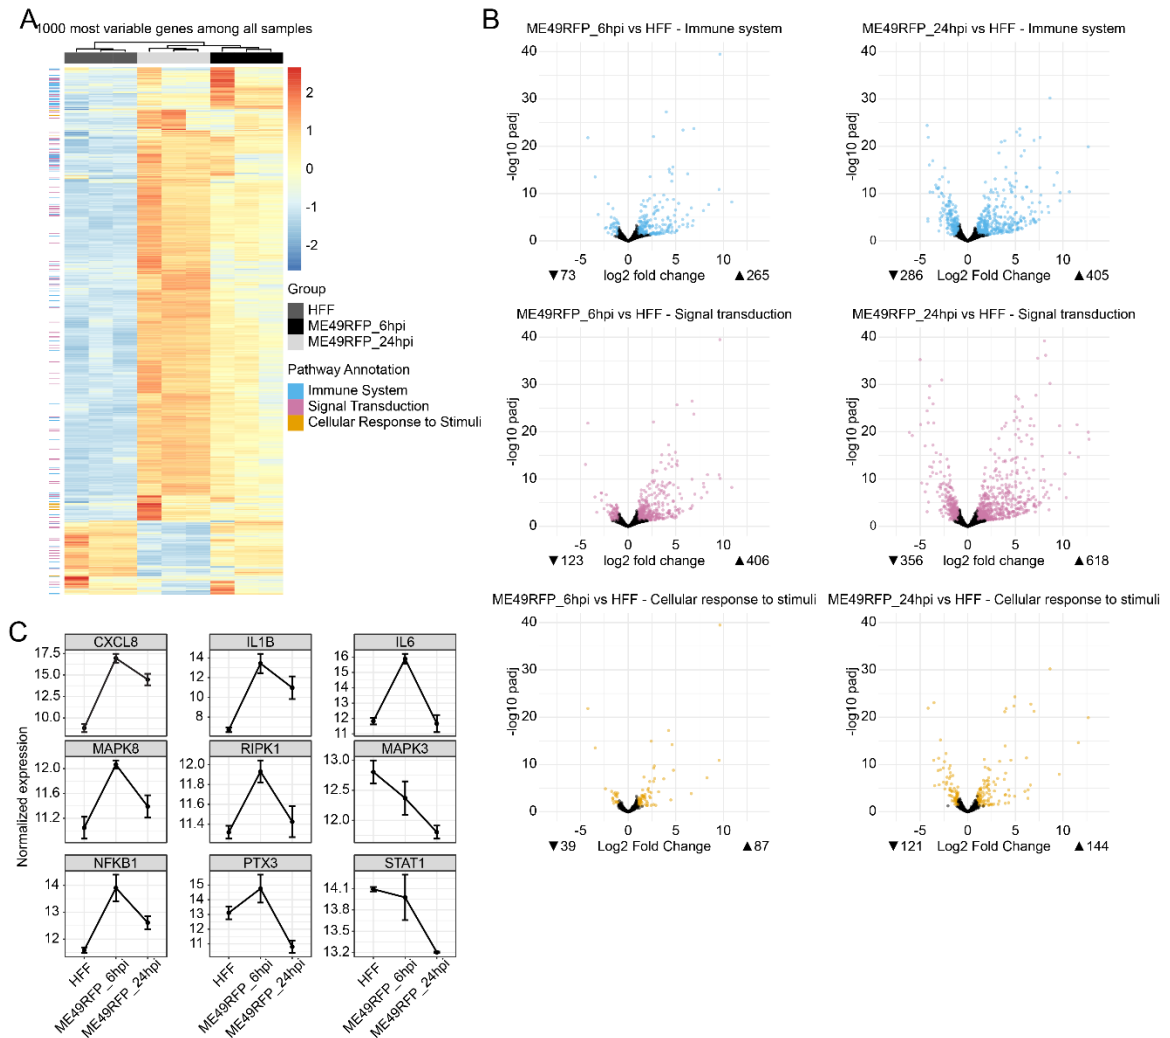 A
1000 most variable genes among all samples
2
1
0
-1
-2
Group
HFF
ME49RFP_6hpi
ME49RFP_24hpi
Pathway Annotation
Immune System
Signal Transduction
Cellular Response to Stimuli
B
ME49RFP_6hpi vs HFF - Immune system
40
30
20
10
0
-log10 padj
-5 0 5 10
▼73 log2 fold change ▲265
ME49RFP_24hpi vs HFF - Immune system
40
30
20
10
0
-log10 padj
-5 0 5 10
▼286 Log2 Fold Change ▲405
ME49RFP_6hpi vs HFF - Signal transduction
40
30
20
10
0
-log10 padj
-5 0 5 10
▼123 log2 fold change ▲406
ME49RFP_24hpi vs HFF - Signal transduction
40
30
20
10
0
-log10 padj
-5 0 5 10
▼356 log2 fold change ▲618
ME49RFP_6hpi vs HFF - Cellular response to stimuli
40
30
20
10
0
-log10 padj
-5 0 5 10
▼39 Log2 Fold Change ▲87
ME49RFP_24hpi vs HFF - Cellular response to stimuli
40
30
20
10
0
-log10 padj
-5 0 5 10
▼121 Log2 Fold Change ▲144
C
Normalized expression
CXCL8
17.5
15.0
12.5
10.0
IL1B
14
12
10
8
IL6
16
15
14
13
12
11
MAPK8
12.0
11.6
11.2
RIPK1
12.0
11.8
11.6
11.4
MAPK3
13.0
12.5
12.0
NFKB1
14
13
12
PTX3
15
14
13
12
11
STAT1
14.1
13.8
13.5
13.2
HFF
ME49RFP_6hpi
ME49RFP_24hpi
HFF
ME49RFP_6hpi
ME49RFP_24hpi
HFF
ME49RFP_6hpi
ME49RFP_24hpi